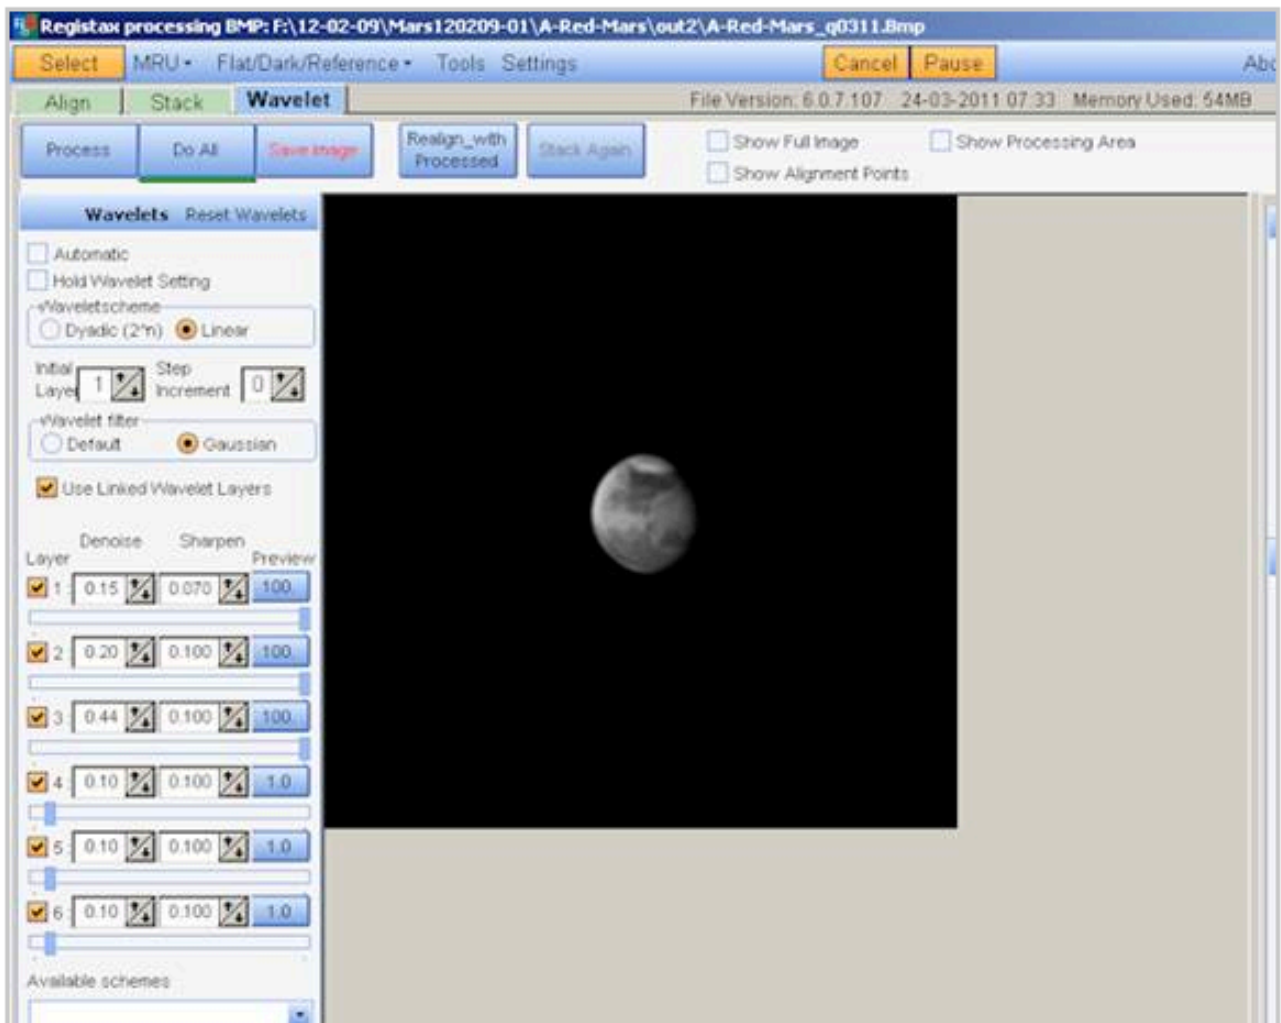 Registax processing BMP: F:\12-02-09\Mars120209-01\A-Red-Mars\out2\A-Red-Mars_q0311.Bmp
Select MRU Flat/Dark/Reference Tools Settings Cancel Pause
Align Stack Wavelet File Version: 6.0.7.107 24-03-2011 07:33 Memory Used: 54MB
Process Do All Save Image Realign_with Processed Stack Again
Show Full Image Show Processing Area
Show Alignment Points
Wavelets Reset Wavelets
Automatic
Hold Wavelet Setting
Waveletscheme
Dyadic (2^n) Linear
Initial Layer 1 Step Increment 0
Wavelet filter
Default Gaussian
Use Linked Wavelet Layers
Denoise Sharpen
Layer Preview
1 : 0.15 0.070 100.
2 : 0.20 0.100 100.
3 : 0.44 0.100 100.
4 : 0.10 0.100 1.0
5 : 0.10 0.100 1.0
6 : 0.10 0.100 1.0
Available schemes